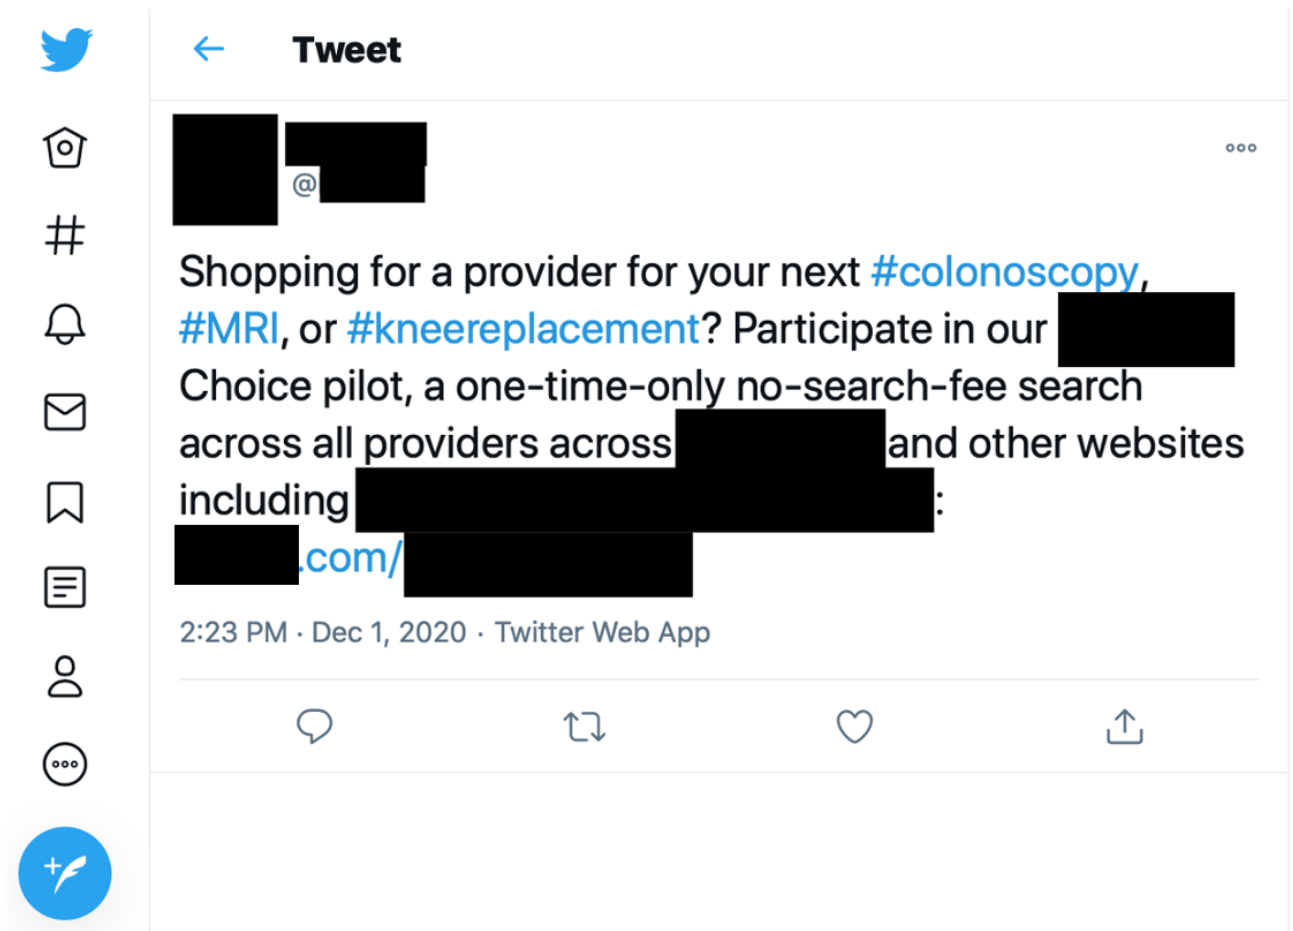 Tweet
@
Shopping for a provider for your next #colonoscopy,
#MRI, or #kneereplacement? Participate in our
Choice pilot, a one-time-only no-search-fee search
across all providers across and other websites
including :
.com/
2:23 PM · Dec 1, 2020 · Twitter Web App